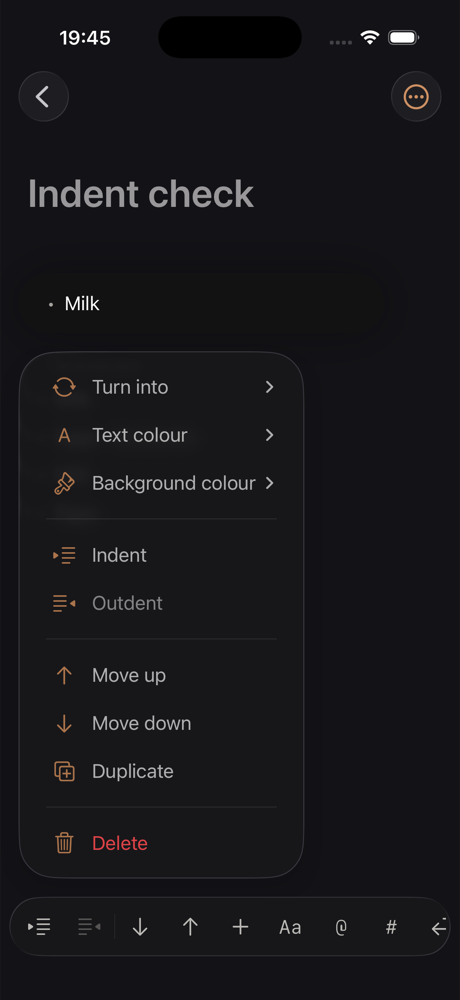 19:45
Indent check
• Milk
Turn into
A Text colour
Background colour
Indent
Outdent
Move up
Move down
Duplicate
Delete
Aa @ #